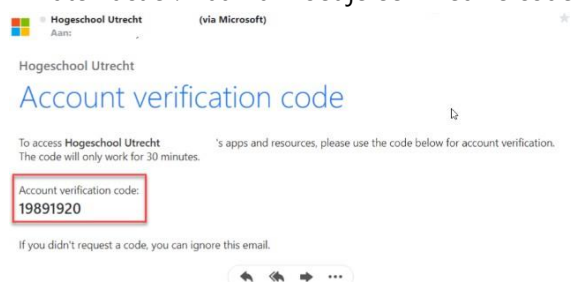 Hogeschool Utrecht (via Microsoft)
Aan:
Hogeschool Utrecht
Account verification code
To access Hogeschool Utrecht 's apps and resources, please use the code below for account verification.
The code will only work for 30 minutes.
Account verification code:
19891920
If you didn't request a code, you can ignore this email.